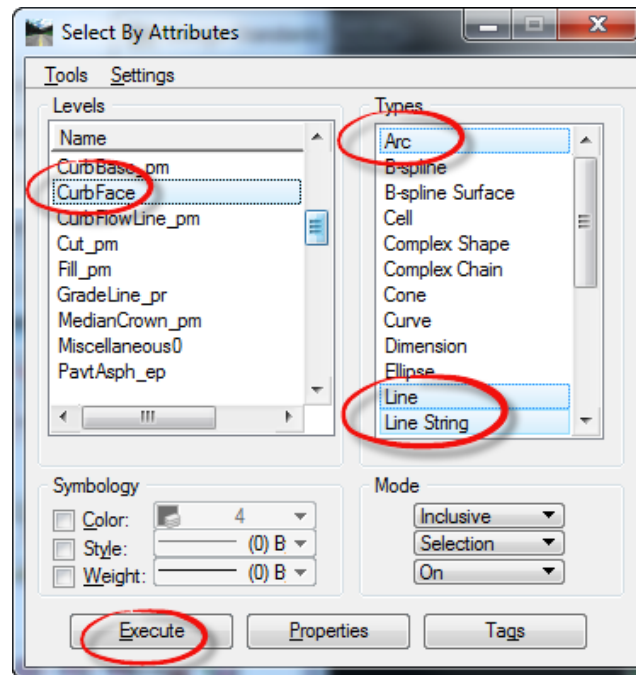 Select By Attributes
Tools Settings
Levels
Name
CurbBase_pm
CurbFace
CurbFlowLine_pm
Cut_pm
Fill_pm
GradeLine_pr
MedianCrown_pm
Miscellaneous0
PavtAsph_ep
Types
Arc
B-spline
B-spline Surface
Cell
Complex Shape
Complex Chain
Cone
Curve
Dimension
Ellipse
Line
Line String
Symbology
Color: 4
Style: (0) B
Weight: (0) B
Mode
Inclusive
Selection
On
Execute Properties Tags